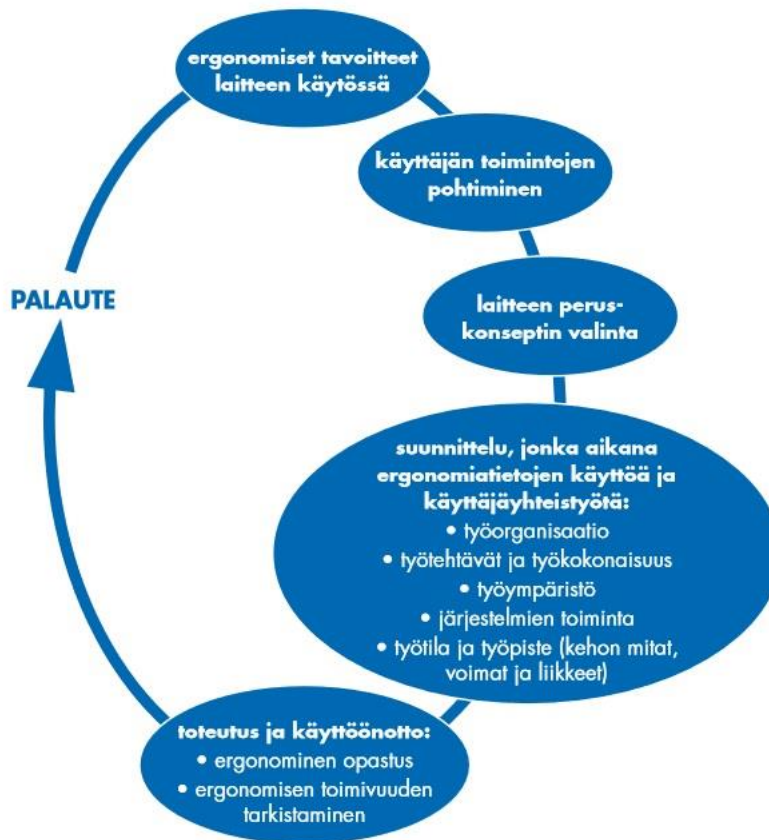 ergonomiset tavoitteet
laitteen käytössä
käyttäjän toimintojen
pohtiminen
laitteen perus-
konseptin valinta
suunnittelu, jonka aikana
ergonomiatietojen käyttöä ja
käyttäjäyhteistyötä:
• työorganisaatio
• työtehtävät ja työkokonaisuus
• työympäristö
• järjestelmien toiminta
• työtila ja työpiste (kehon mitat,
voimat ja liikkeet)
toteutus ja käyttöönotto:
• ergonominen opastus
• ergonomisen toimivuuden
tarkistaminen
PALAUTE